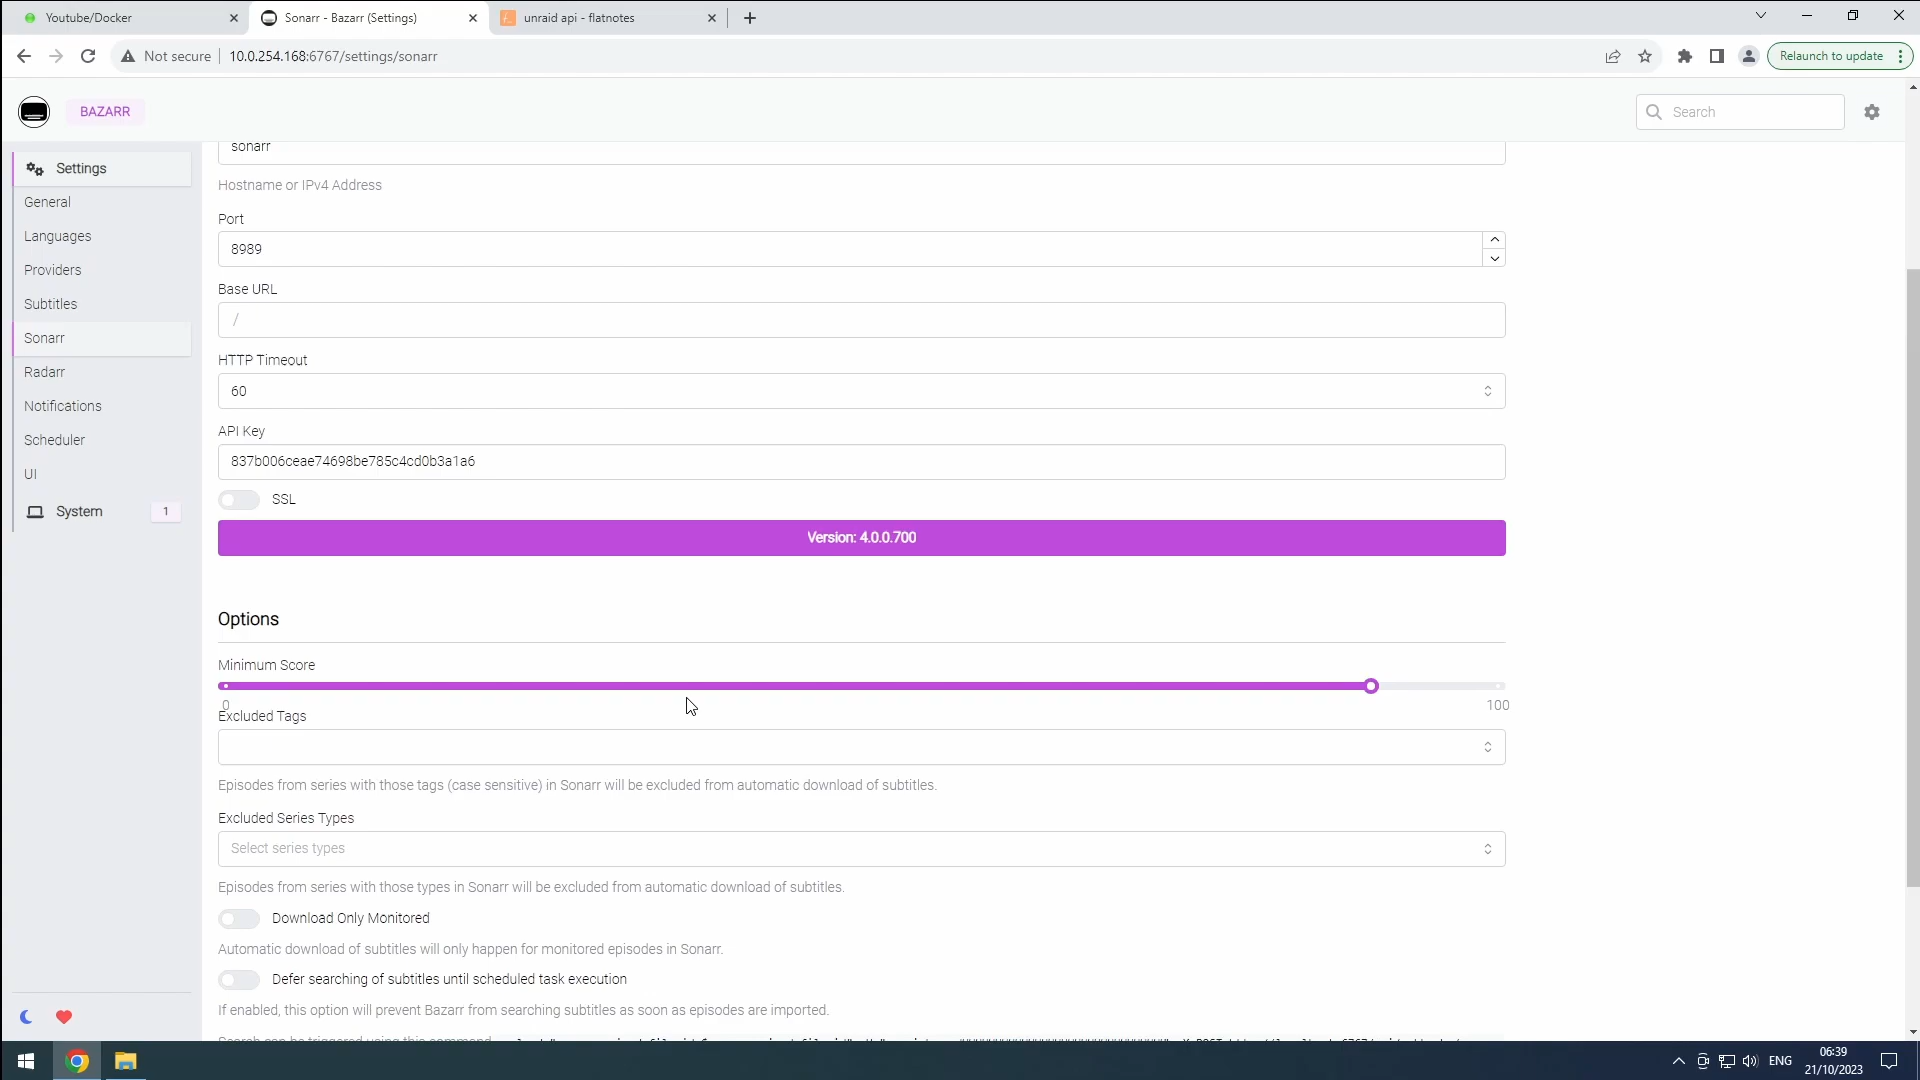 Youtube/Docker
Sonarr - Bazarr (Settings)
unraid api - flatnotes
Not secure
10.0.254.168:6767/settings/sonarr
Relaunch to update
BAZARR
Search
Settings
General
Languages
Providers
Subtitles
Sonarr
Radarr
Notifications
Scheduler
UI
System
1
sonarr
Hostname or IPv4 Address
Port
8989
Base URL
/
HTTP Timeout
60
API Key
837b006ceae74698be785c4cd0b3a1a6
SSL
Version: 4.0.0.700
Options
Minimum Score
0
100
Excluded Tags
Episodes from series with those tags (case sensitive) in Sonarr will be excluded from automatic download of subtitles.
Excluded Series Types
Select series types
Episodes from series with those types in Sonarr will be excluded from automatic download of subtitles.
Download Only Monitored
Automatic download of subtitles will only happen for monitored episodes in Sonarr.
Defer searching of subtitles until scheduled task execution
If enabled, this option will prevent Bazarr from searching subtitles as soon as episodes are imported.
Search can be triggered using this command
ENG
06:39
21/10/2023